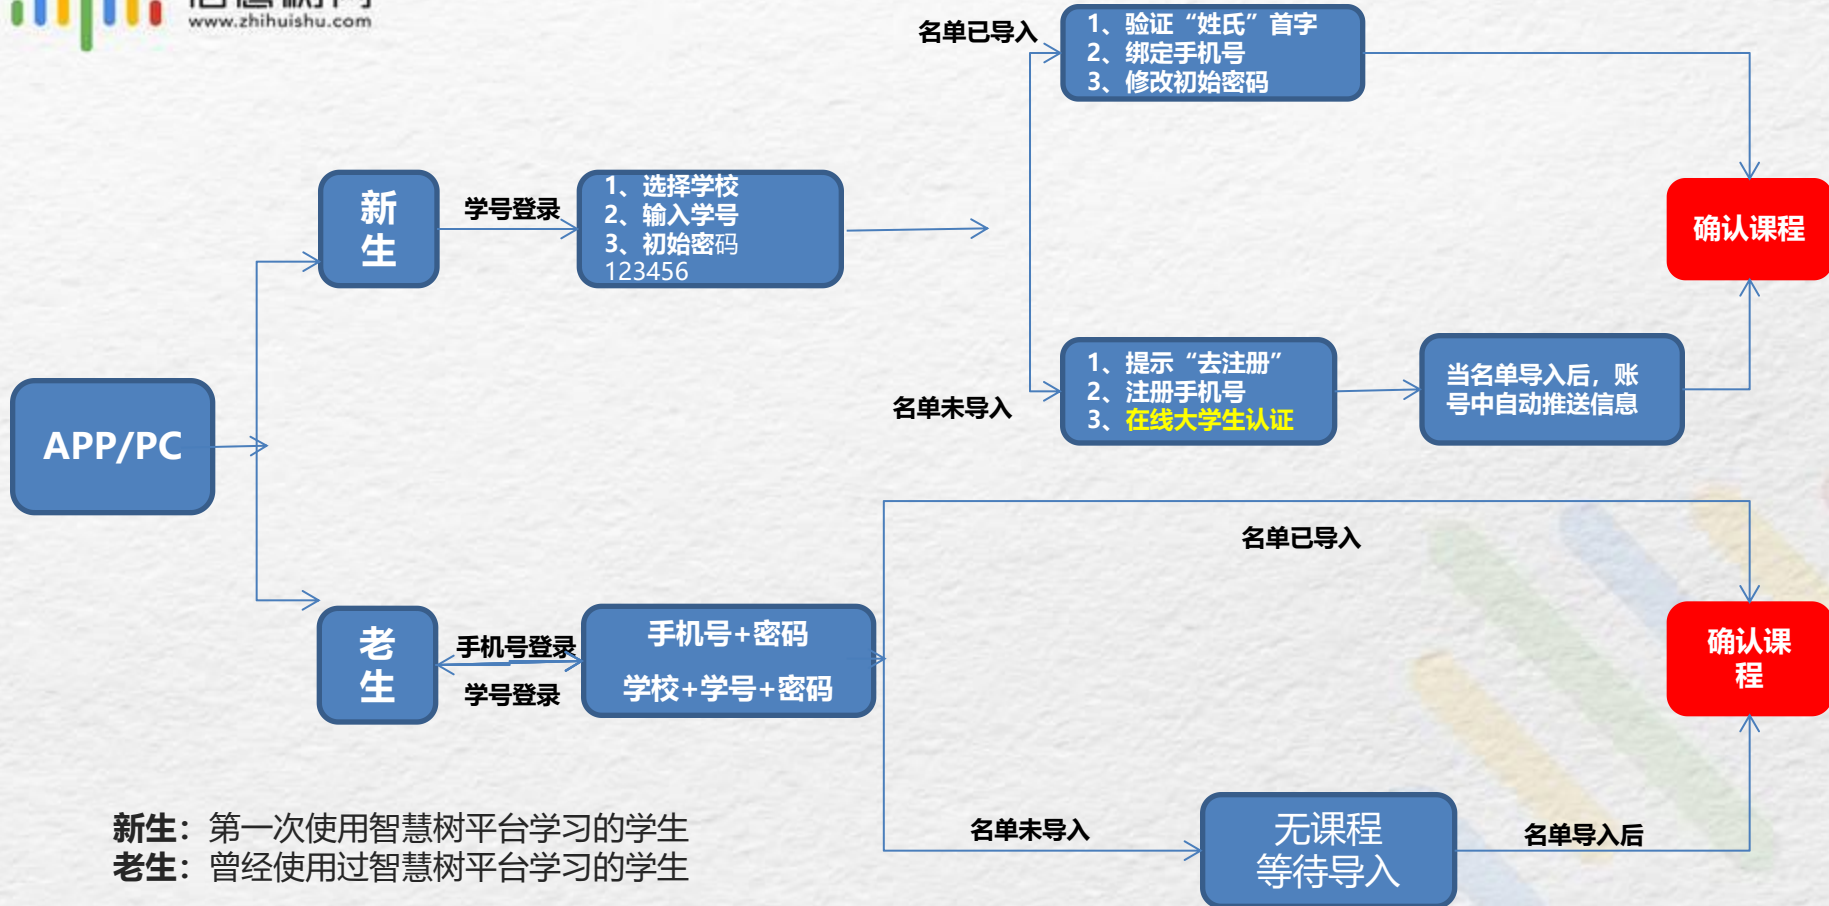 www.zhihuishu.com
名单已导入
1、验证“姓氏”首字
2、绑定手机号
3、修改初始密码
新
生
学号登录
1、选择学校
2、输入学号
3、初始密码
123456
确认课程
名单未导入
1、提示“去注册”
2、注册手机号
3、在线大学生认证
当名单导入后，账
号中自动推送信息
APP/PC
名单已导入
老
生
手机号登录
学号登录
手机号+密码
学校+学号+密码
确认课
程
名单未导入
无课程
等待导入
名单导入后
新生：第一次使用智慧树平台学习的学生
老生：曾经使用过智慧树平台学习的学生